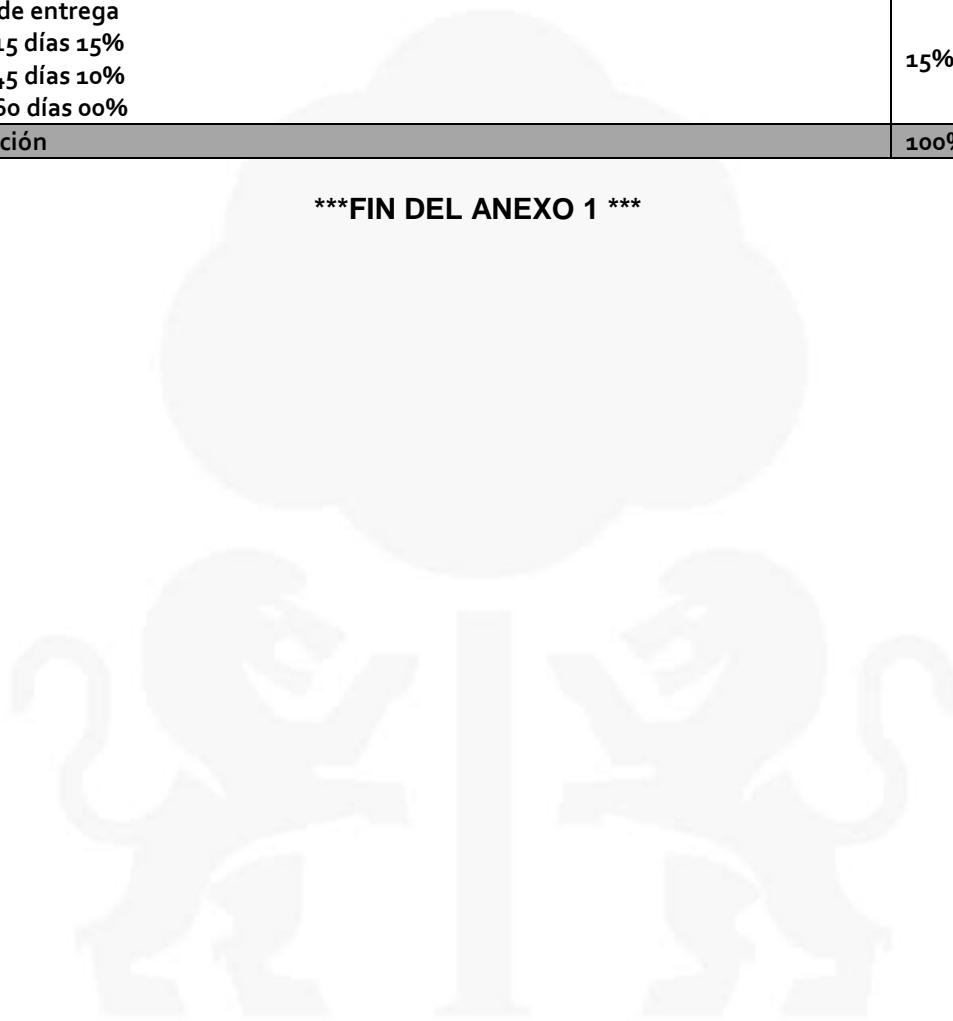 de entrega
15 días 15%
45 días 10%
60 días 00%
15%
ción
100%
***FIN DEL ANEXO 1 ***